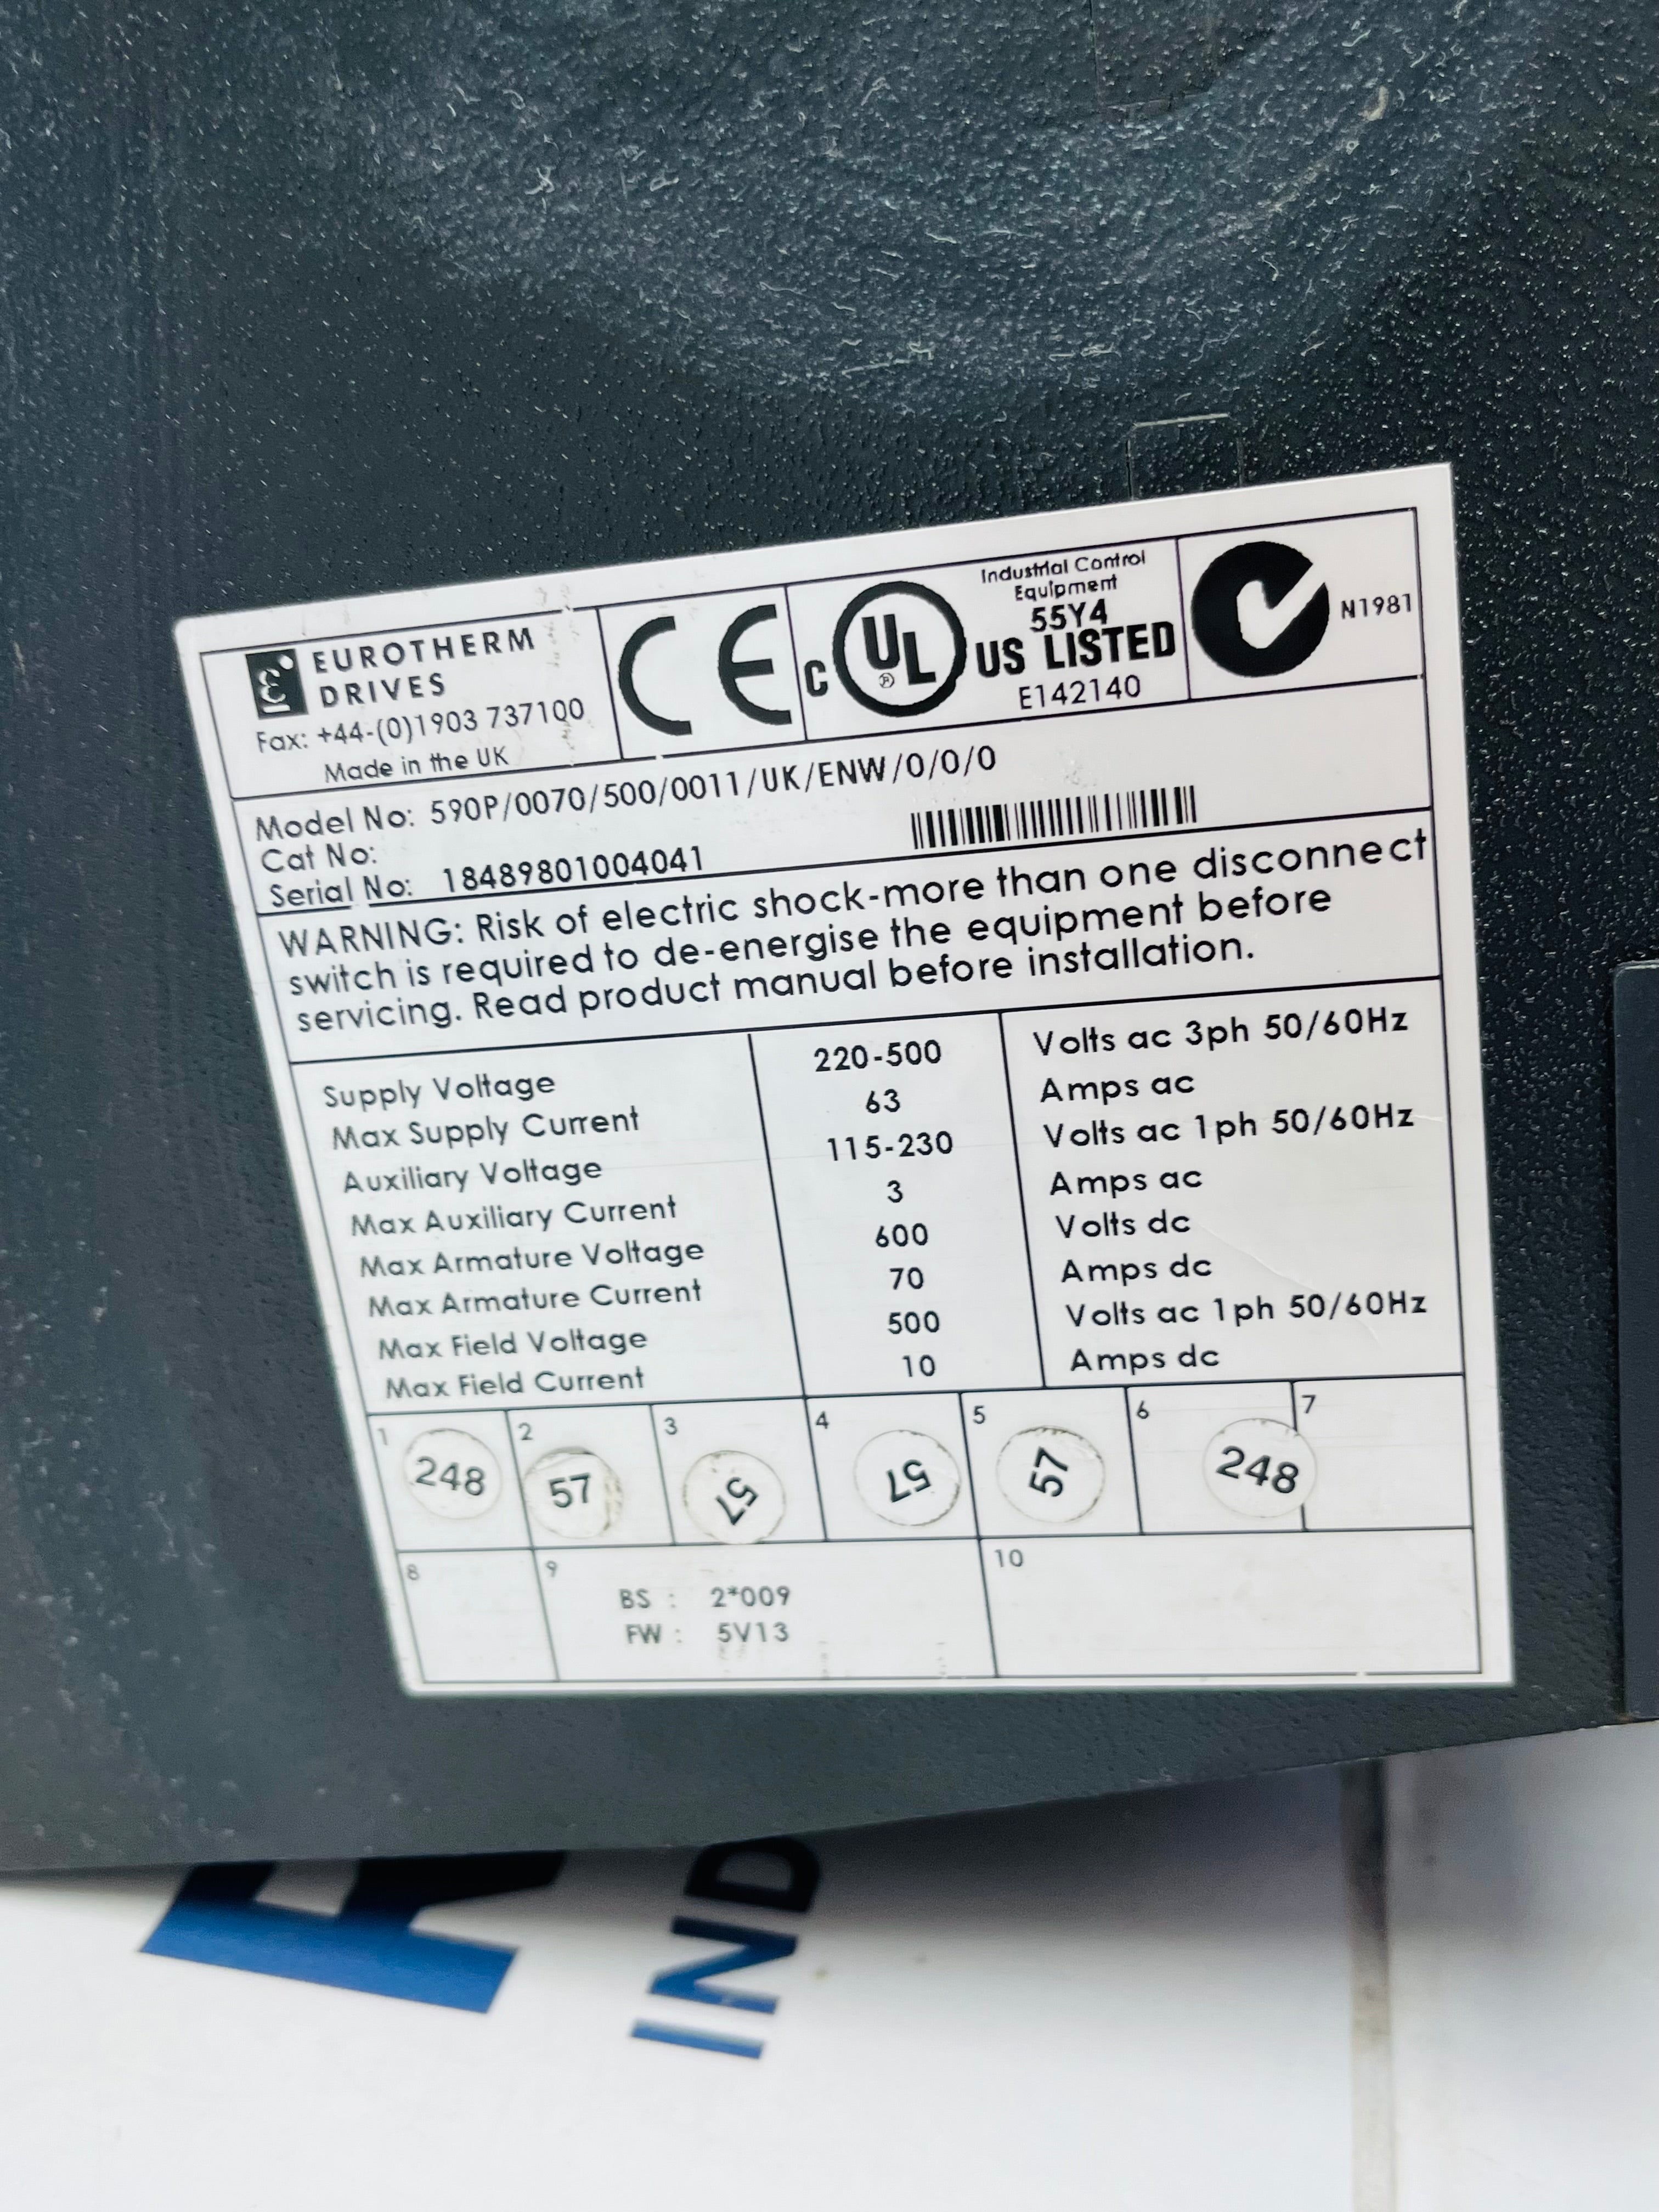 EUROTHERM
DRIVES
Fax: +44-(0)1903 737100
Made in the UK
CE
C UL ® US LISTED
Industrial Control
Equipment
55Y4
E142140
N1981
Model No: 590P/0070/500/0011/UK/ENW/0/0/0
Cat No:
Serial No: 18489801004041
WARNING: Risk of electric shock-more than one disconnect
switch is required to de-energise the equipment before
servicing. Read product manual before installation.
Supply Voltage 220-500 Volts ac 3ph 50/60Hz
Max Supply Current 63 Amps ac
Auxiliary Voltage 115-230 Volts ac 1ph 50/60Hz
Max Auxiliary Current 3 Amps ac
Max Armature Voltage 600 Volts dc
Max Armature Current 70 Amps dc
Max Field Voltage 500 Volts ac 1ph 50/60Hz
Max Field Current 10 Amps dc
1 2 3 4 5 6 7
248 57 57 57 57 248
8 9 10
BS : 2*009
FW : 5V13
IND